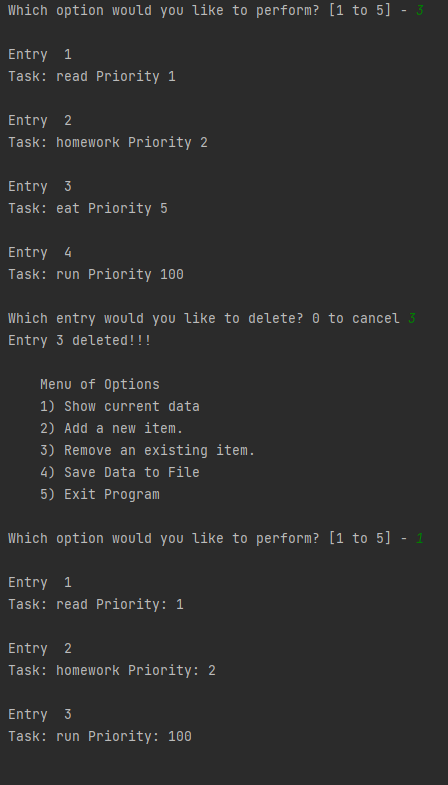 Which option would you like to perform? [1 to 5] - 3
Entry  1
Task: read Priority 1
Entry  2
Task: homework Priority 2
Entry  3
Task: eat Priority 5
Entry  4
Task: run Priority 100
Which entry would you like to delete? 0 to cancel 3
Entry 3 deleted!!!
Menu of Options
1) Show current data
2) Add a new item.
3) Remove an existing item.
4) Save Data to File
5) Exit Program
Which option would you like to perform? [1 to 5] - 1
Entry  1
Task: read Priority: 1
Entry  2
Task: homework Priority: 2
Entry  3
Task: run Priority: 100